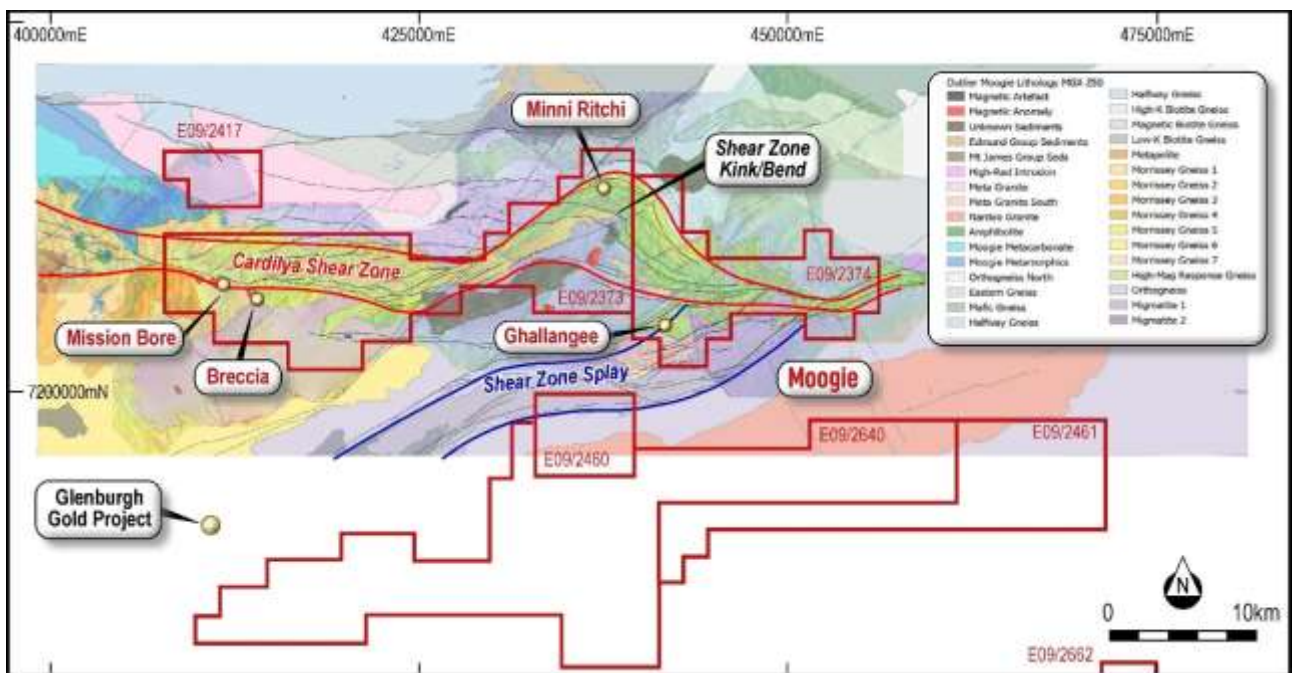 400000mE
425000mE
450000mE
475000mE
E09/2417
Minni Ritchi
Shear Zone
Kink/Bend
Cardilya Shear Zone
E09/2374
E09/2373
Mission Bore
Breccia
Ghallangee
Shear Zone Splay
Moogie
7200000mN
E09/2460
E09/2640
E09/2461
Glenburgh
Gold Project
N
0
10km
E09/2662
Outlier Moogie Lithology MGA Z50
Magnetic Artefact
Magnetic Anomaly
Unknown Sediments
Edmund Group Sediments
Mt James Group Seds
High-Rad Intrusion
Meta Granite
Meta Granite South
Granite
Amphibolite
Moogie Metacarbonate
Moogie Metamorphics
Orthogneiss North
Eastern Gneiss
Mafic Gneiss
Halfway Gneiss
Halfway Gneiss
High-K Biotite Gneiss
Magnetic Biotite Gneiss
Low-K Biotite Gneiss
Metapelite
Morrissey Gneiss 1
Morrissey Gneiss 2
Morrissey Gneiss 3
Morrissey Gneiss 4
Morrissey Gneiss 5
Morrissey Gneiss 6
Morrissey Gneiss 7
High-Mag Response Gneiss
Orthogneiss
Migmatite 1
Migmatite 2